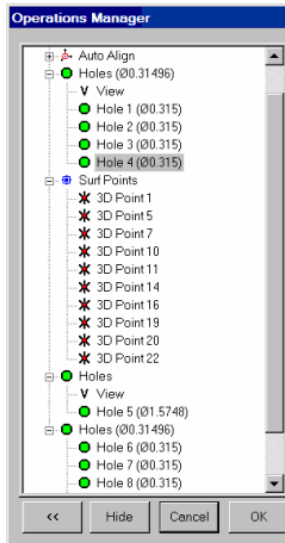 Operations Manager
Auto Align
Holes (Ø0.31496)
View
Hole 1 (Ø0.315)
Hole 2 (Ø0.315)
Hole 3 (Ø0.315)
Hole 4 (Ø0.315)
Surf Points
3D Point 1
3D Point 5
3D Point 7
3D Point 10
3D Point 11
3D Point 14
3D Point 16
3D Point 19
3D Point 20
3D Point 22
Holes
View
Hole 5 (Ø1.5748)
Holes (Ø0.31496)
Hole 6 (Ø0.315)
Hole 7 (Ø0.315)
Hole 8 (Ø0.315)
<< Hide Cancel OK